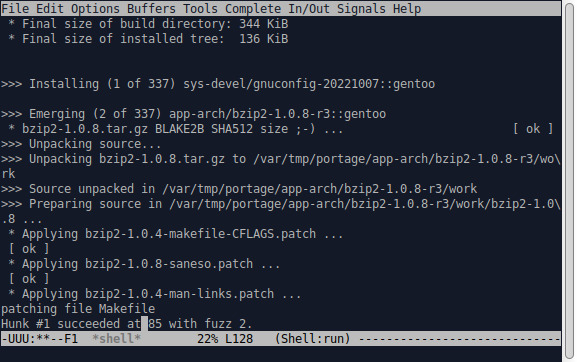 File Edit Options Buffers Tools Complete In/Out Signals Help
* Final size of build directory: 344 KiB
* Final size of installed tree:  136 KiB
>>> Installing (1 of 337) sys-devel/gnuconfig-20221007::gentoo
>>> Emerging (2 of 337) app-arch/bzip2-1.0.8-r3::gentoo
* bzip2-1.0.8.tar.gz BLAKE2B SHA512 size ;-) ... [ ok ]
>>> Unpacking source...
>>> Unpacking bzip2-1.0.8.tar.gz to /var/tmp/portage/app-arch/bzip2-1.0.8-r3/wo\
rk
>>> Source unpacked in /var/tmp/portage/app-arch/bzip2-1.0.8-r3/work
>>> Preparing source in /var/tmp/portage/app-arch/bzip2-1.0.8-r3/work/bzip2-1.0\
.8 ...
* Applying bzip2-1.0.4-makefile-CFLAGS.patch ...
[ ok ]
* Applying bzip2-1.0.8-saneso.patch ...
[ ok ]
* Applying bzip2-1.0.4-man-links.patch ...
patching file Makefile
Hunk #1 succeeded at 85 with fuzz 2.
-UUU:**--F1  *shell*        22% L128   (Shell:run) -----------------------------